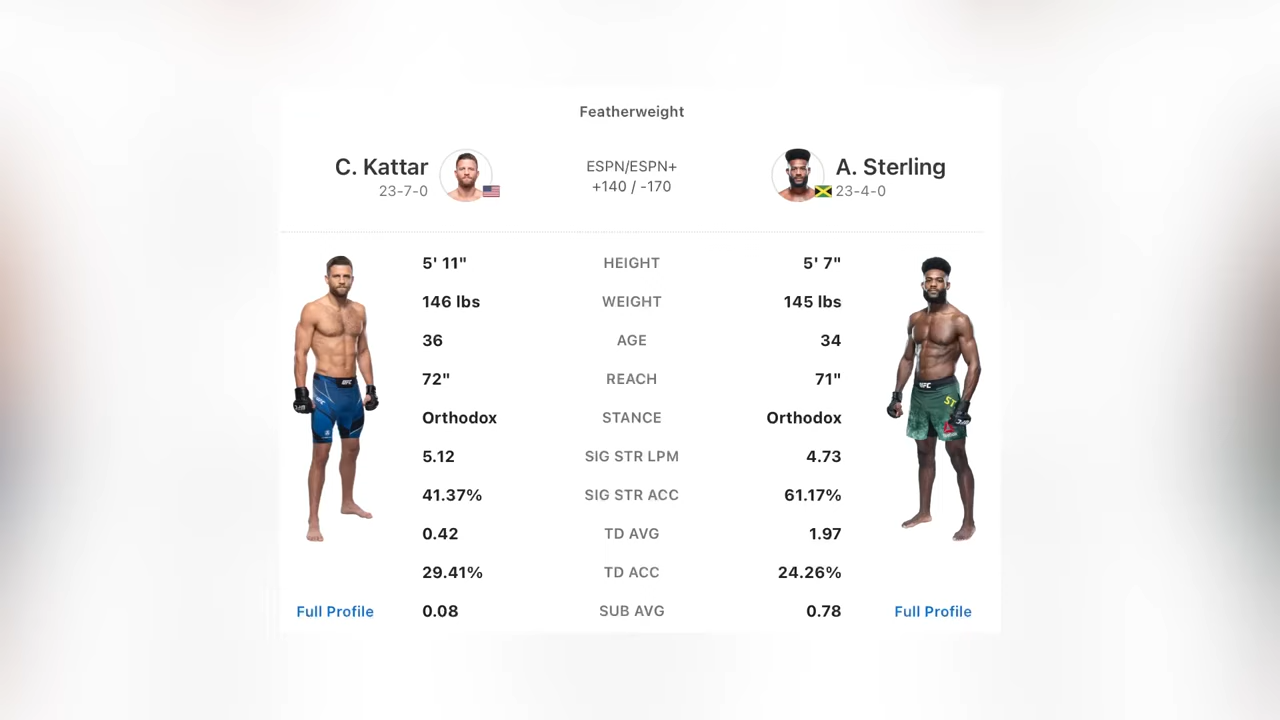 Featherweight
C. Kattar
23-7-0
ESPN/ESPN+
+140 / -170
A. Sterling
23-4-0
5' 11" HEIGHT 5' 7"
146 lbs WEIGHT 145 lbs
36 AGE 34
72" REACH 71"
Orthodox STANCE Orthodox
5.12 SIG STR LPM 4.73
41.37% SIG STR ACC 61.17%
0.42 TD AVG 1.97
29.41% TD ACC 24.26%
Full Profile 0.08 SUB AVG 0.78 Full Profile
UFC
UFC
ST